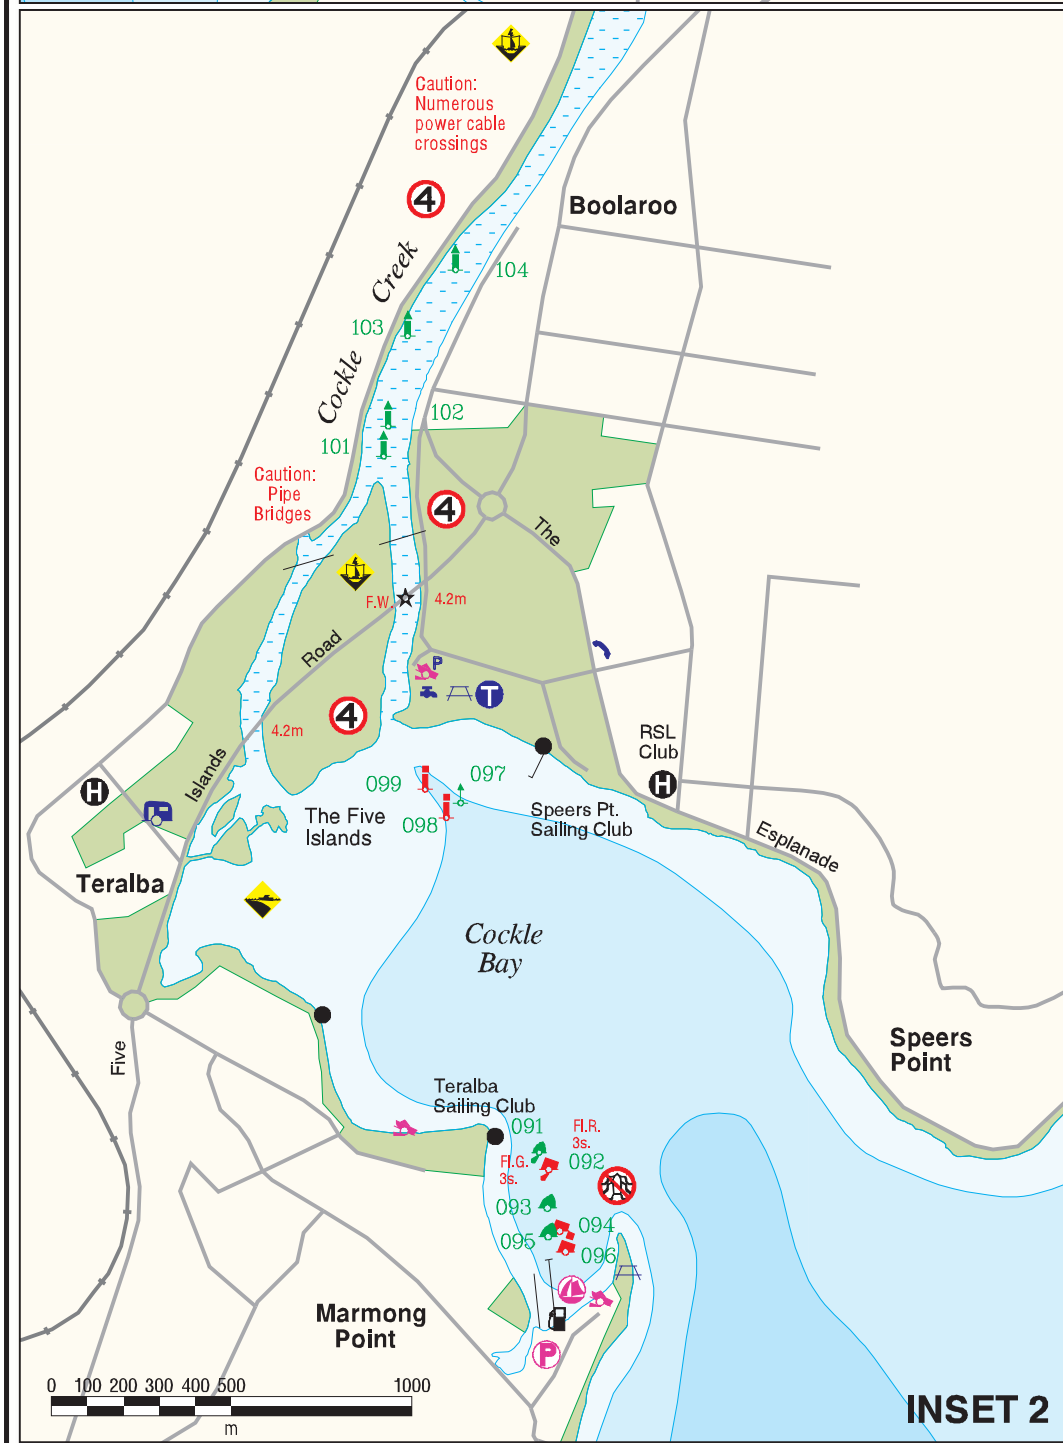 Caution:
Numerous
power cable
crossings
4
Boolaroo
Creek
104
103
Cockle
102
101
Caution:
Pipe
Bridges
4
The
F.W.
4.2m
Road
P
T
4
4.2m
RSL
Club
H
099
097
098
Islands
H
The Five
Islands
Speers Pt.
Sailing Club
Esplanade
Teralba
Cockle
Bay
Speers
Point
Five
Teralba
Sailing Club
091
Fl.R.
3s.
Fl.G.
3s.
092
093
094
095
096
Marmong
Point
P
0 100 200 300 400 500 1000
m
INSET 2